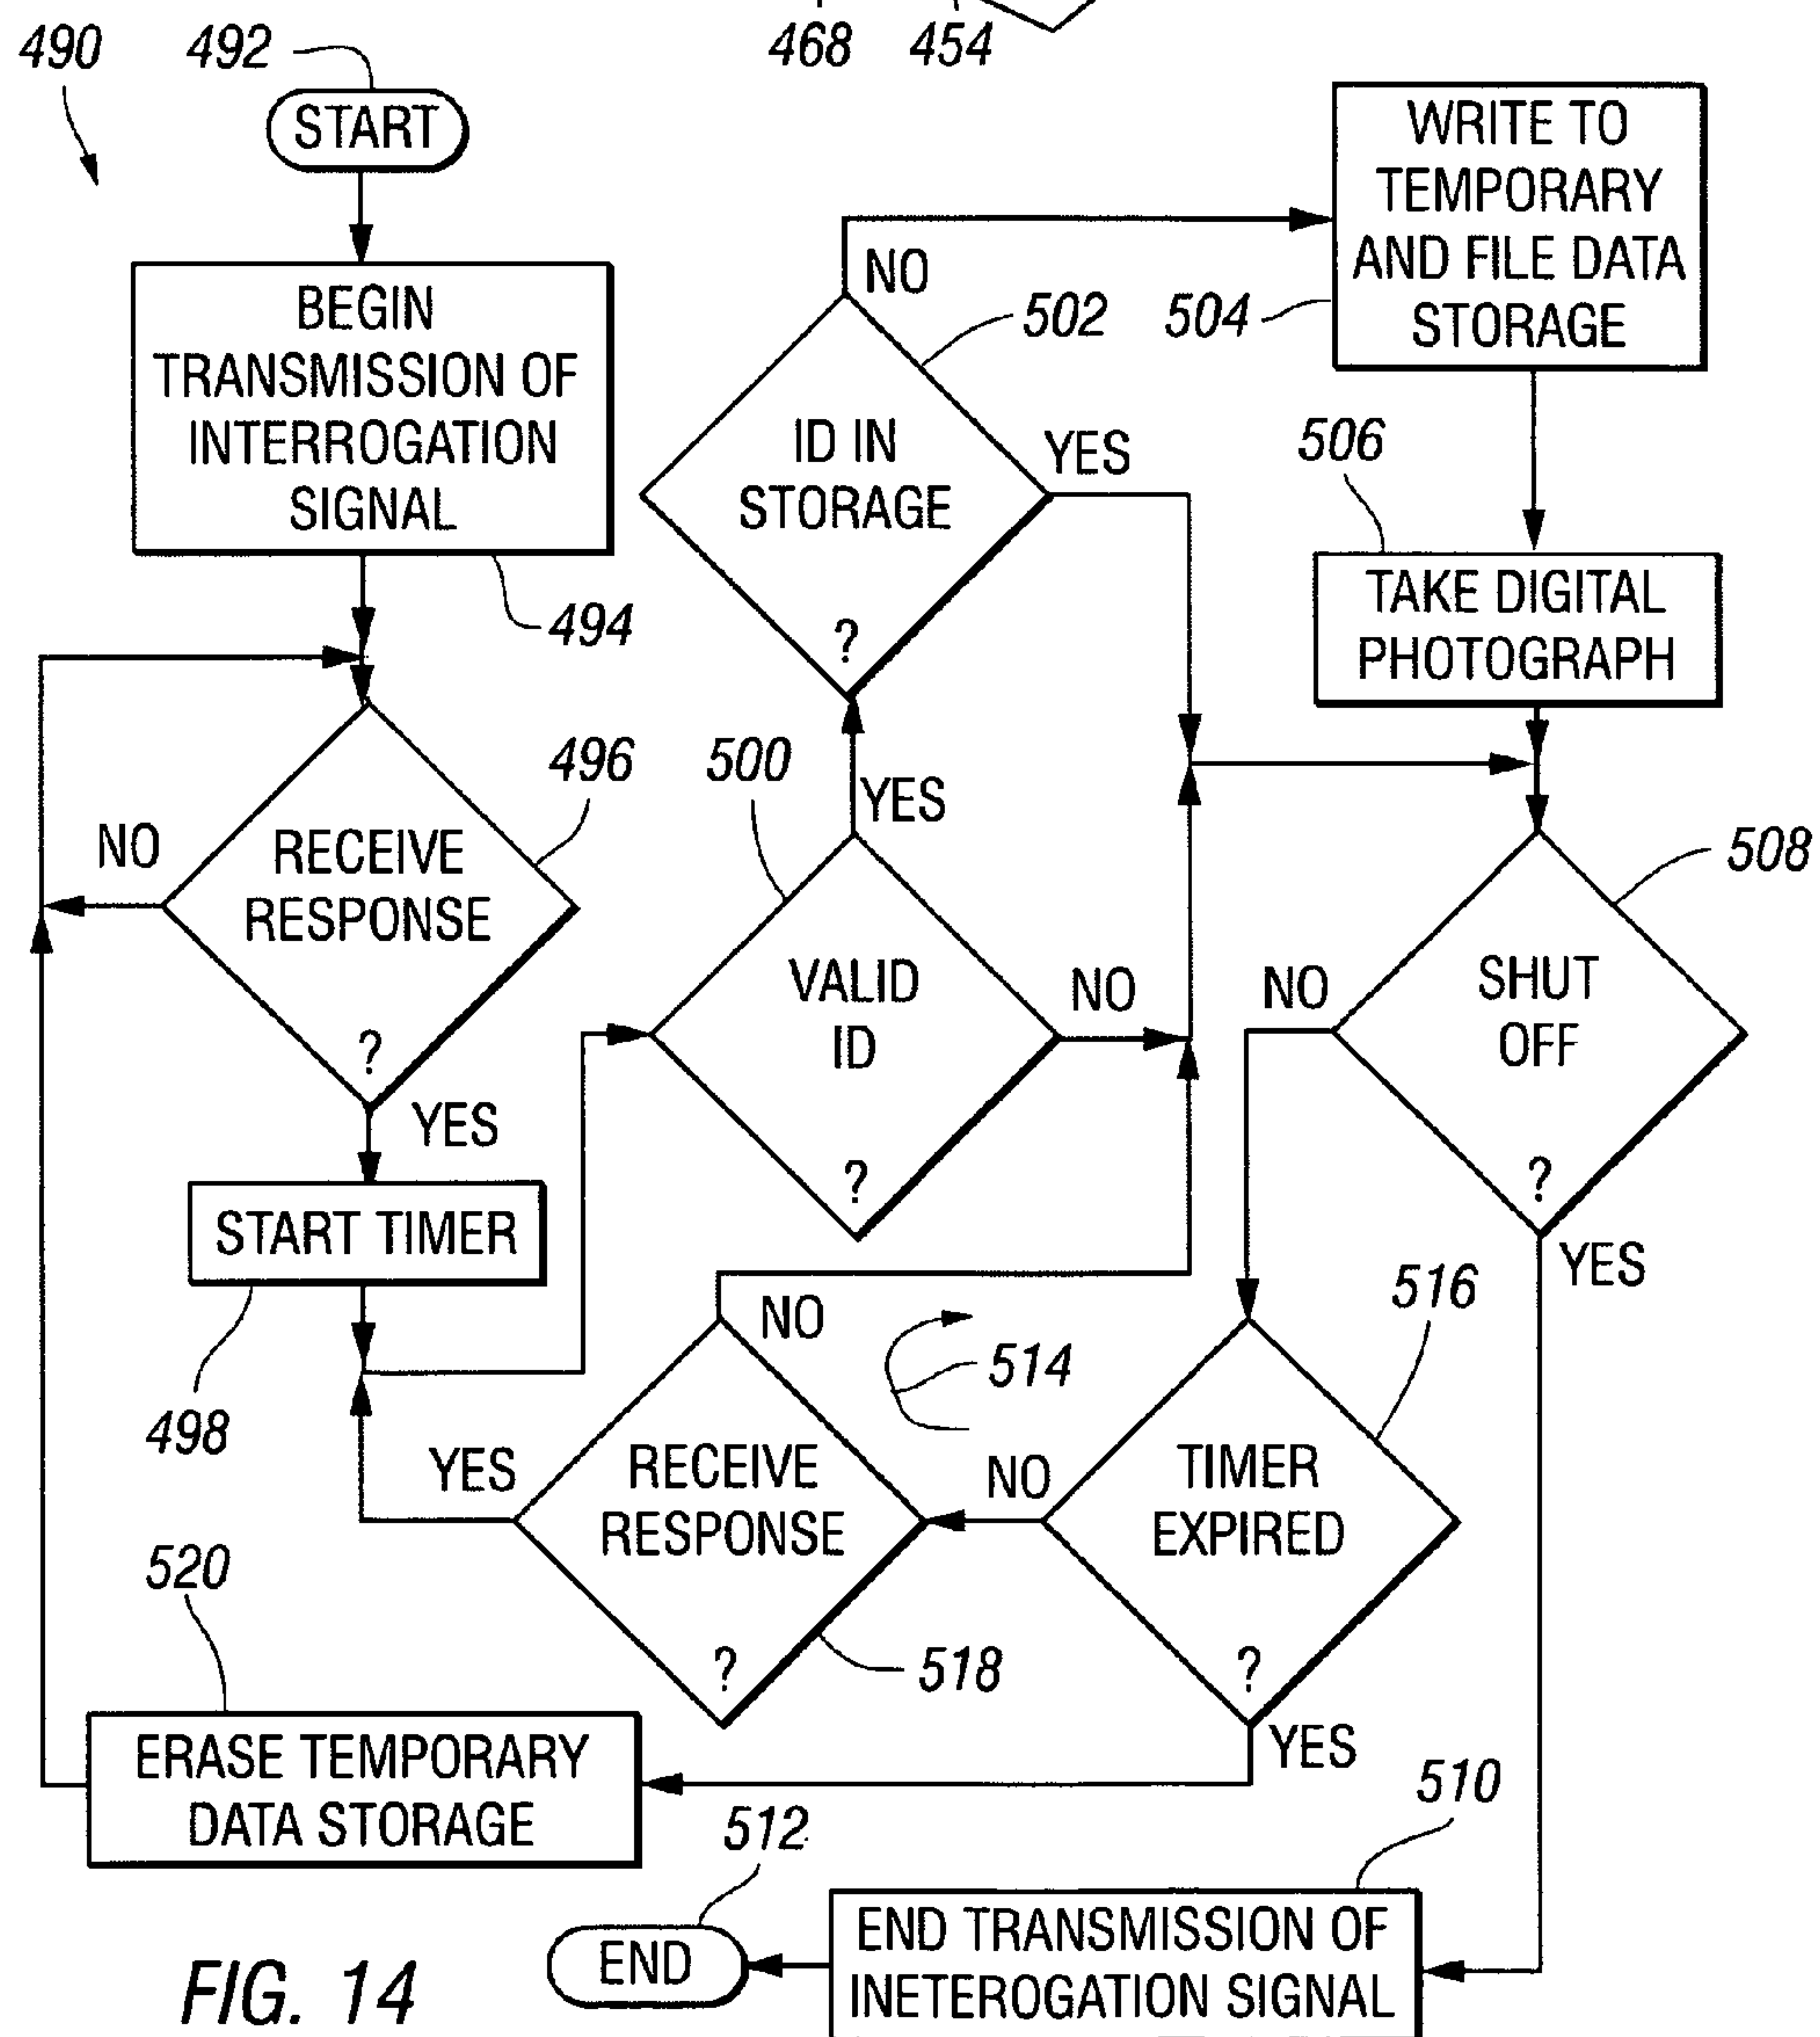 490
492
468
454
START
BEGIN
TRANSMISSION OF
INTERROGATION
SIGNAL
494
NO
502
504
WRITE TO
TEMPORARY
AND FILE DATA
STORAGE
ID IN
STORAGE
?
YES
506
TAKE DIGITAL
PHOTOGRAPH
496
NO
RECEIVE
RESPONSE
?
YES
500
YES
VALID
ID
?
NO
508
NO
SHUT
OFF
?
YES
START TIMER
498
NO
514
516
YES
RECEIVE
RESPONSE
?
518
NO
TIMER
EXPIRED
?
YES
520
ERASE TEMPORARY
DATA STORAGE
512
510
END
END TRANSMISSION OF
INETEROGATION SIGNAL
FIG. 14